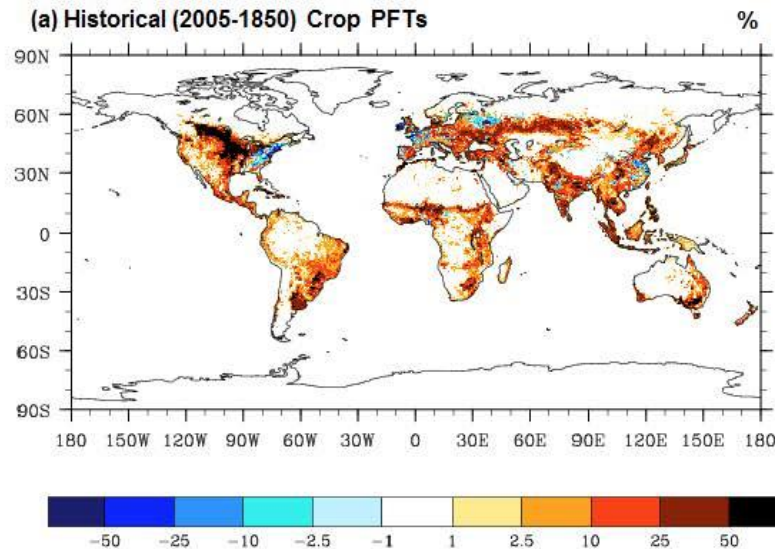 (a) Historical (2005-1850) Crop PFTs %
90N
60N
30N
0
30S
60S
90S
180 150W 120W 90W 60W 30W 0 30E 60E 90E 120E 150E 180
-50 -25 -10 -2.5 -1 1 2.5 10 25 50